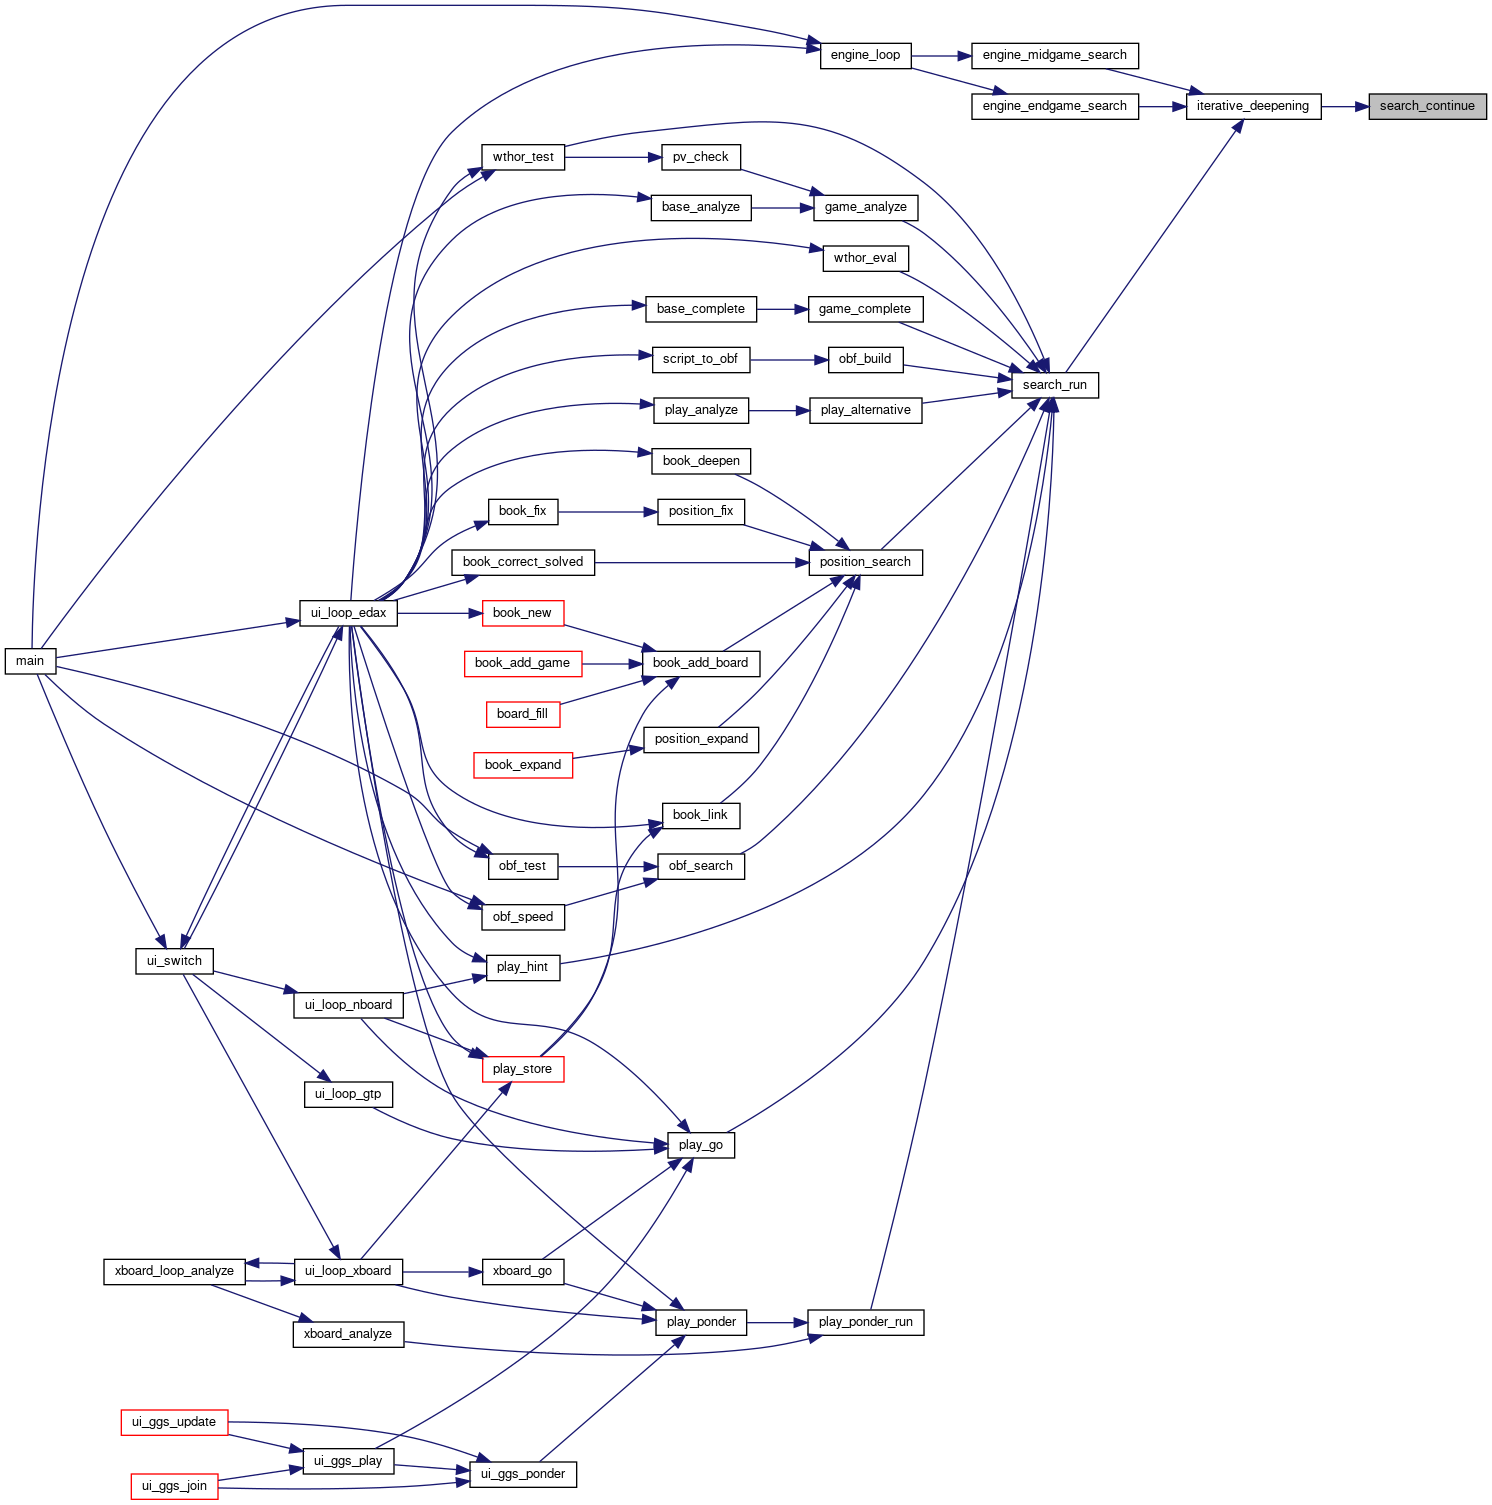 engine_loop
engine_midgame_search
engine_endgame_search
iterative_deepening
search_continue
wthor_test
pv_check
base_analyze
game_analyze
wthor_eval
base_complete
game_complete
script_to_obf
obf_build
search_run
play_analyze
play_alternative
book_deepen
book_fix
position_fix
book_correct_solved
position_search
ui_loop_edax
book_new
main
book_add_game
book_add_board
board_fill
position_expand
book_expand
book_link
obf_test
obf_search
obf_speed
ui_switch
play_hint
ui_loop_nboard
play_store
ui_loop_gtp
play_go
xboard_loop_analyze
ui_loop_xboard
xboard_go
xboard_analyze
play_ponder
play_ponder_run
ui_ggs_update
ui_ggs_play
ui_ggs_ponder
ui_ggs_join